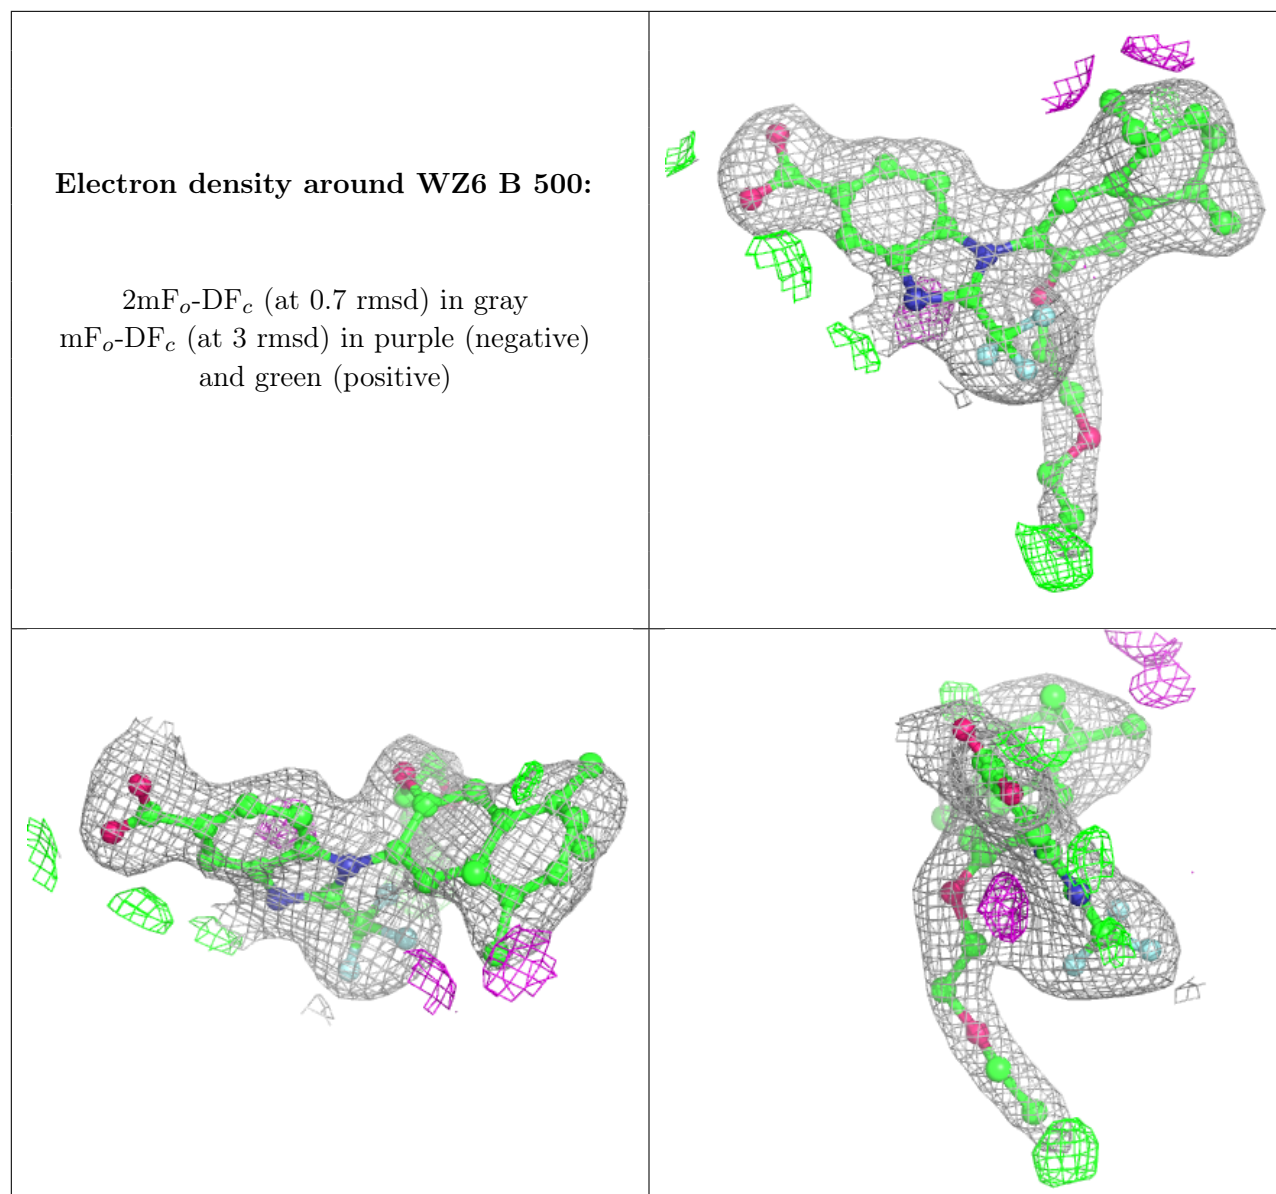 Electron density around WZ6 B 500:
2mFo-DFc (at 0.7 rmsd) in gray
mFo-DFc (at 3 rmsd) in purple (negative)
and green (positive)